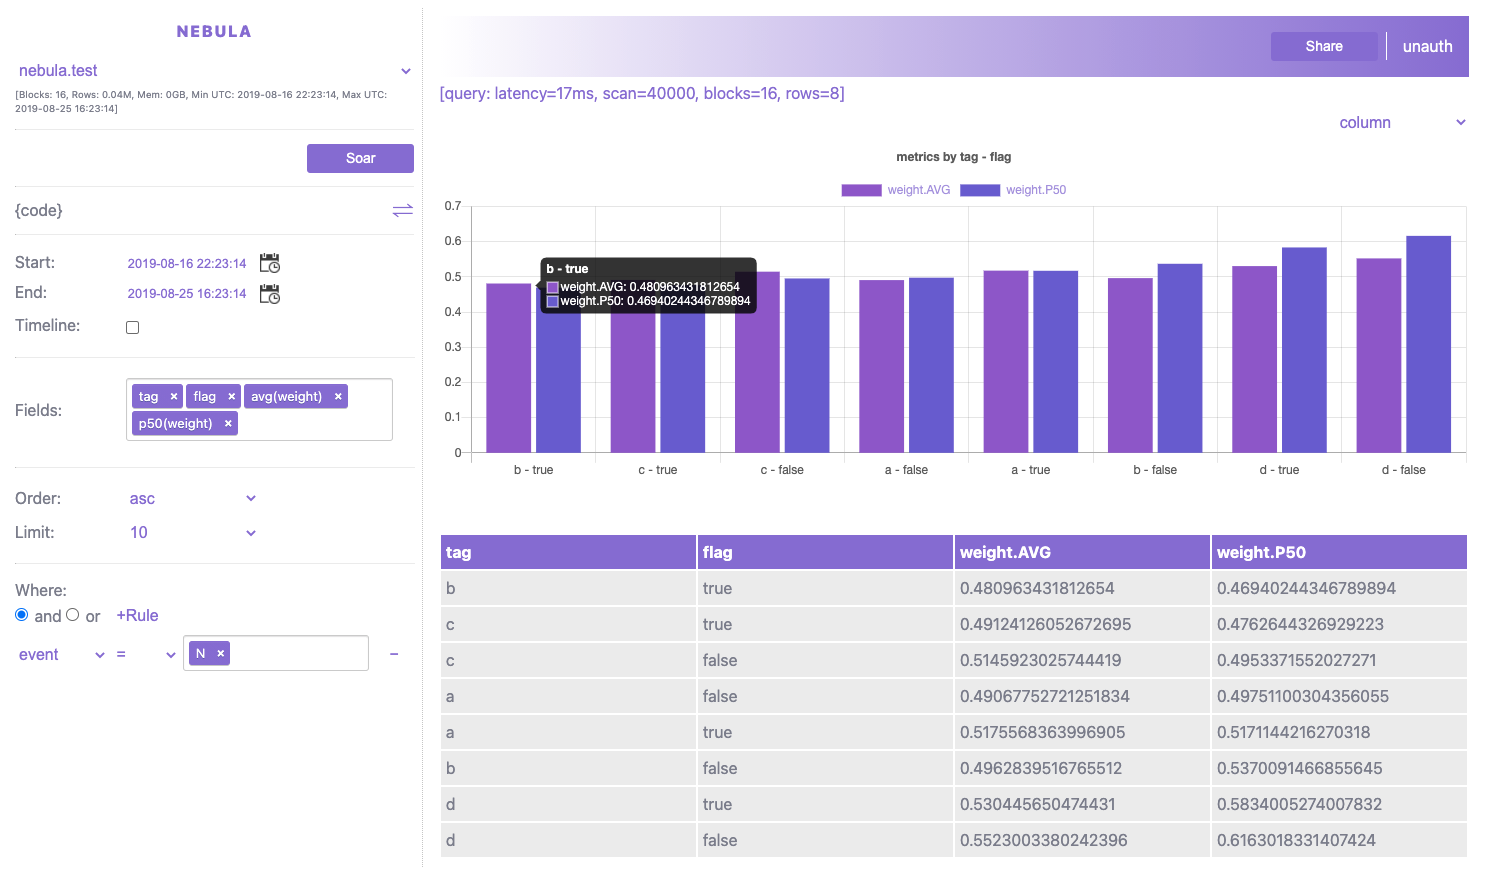 NEBULA
nebula.test
[Blocks: 16, Rows: 0.04M, Mem: 0GB, Min UTC: 2019-08-16 22:23:14, Max UTC:
2019-08-25 16:23:14]
Soar
{code}
Start: 2019-08-16 22:23:14
End: 2019-08-25 16:23:14
Timeline:
Fields:
tag × flag × avg(weight) ×
p50(weight) ×
Order: asc
Limit: 10
Where:
and or +Rule
event = N × −
Share unauth
[query: latency=17ms, scan=40000, blocks=16, rows=8]
column
metrics by tag - flag
weight.AVG weight.P50
0.7
0.6
0.5
0.4
0.3
0.2
0.1
0
b - true
weight.AVG: 0.480963431812654
weight.P50: 0.46940244346789894
b - true c - true c - false a - false a - true b - false d - true d - false
tag flag weight.AVG weight.P50
b true 0.480963431812654 0.46940244346789894
c true 0.49124126052672695 0.4762644326929223
c false 0.5145923025744419 0.4953371552027271
a false 0.49067752721251834 0.49751100304356055
a true 0.5175568363996905 0.5171144216270318
b false 0.4962839516765512 0.5370091466855645
d true 0.530445650474431 0.5834005274007832
d false 0.5523003380242396 0.6163018331407424